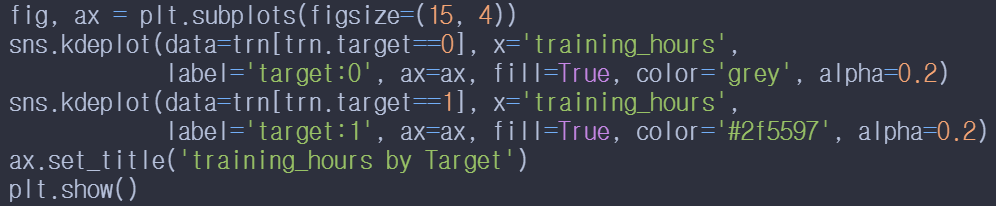 fig, ax = plt.subplots(figsize=(15, 4))
sns.kdeplot(data=trn[trn.target==0], x='training_hours',
            label='target:0', ax=ax, fill=True, color='grey', alpha=0.2)
sns.kdeplot(data=trn[trn.target==1], x='training_hours',
            label='target:1', ax=ax, fill=True, color='#2f5597', alpha=0.2)
ax.set_title('training_hours by Target')
plt.show()